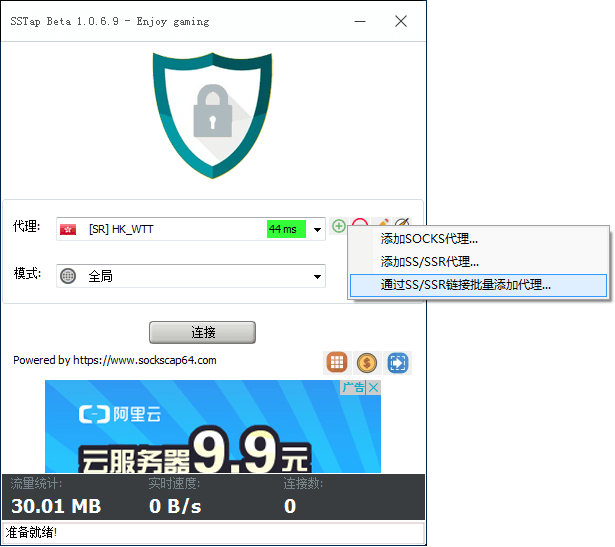 SSTap Beta 1.0.6.9 - Enjoy gaming
代理:
[SR] HK_WTT
44 ms
添加SOCKS代理...
添加SS/SSR代理...
通过SS/SSR链接批量添加代理...
模式:
全局
连接
Powered by https://www.sockscap64.com
广告
阿里云
云服务器9.9元
流量统计:
实时速度:
连接数:
30.01 MB
0 B/s
0
准备就绪!